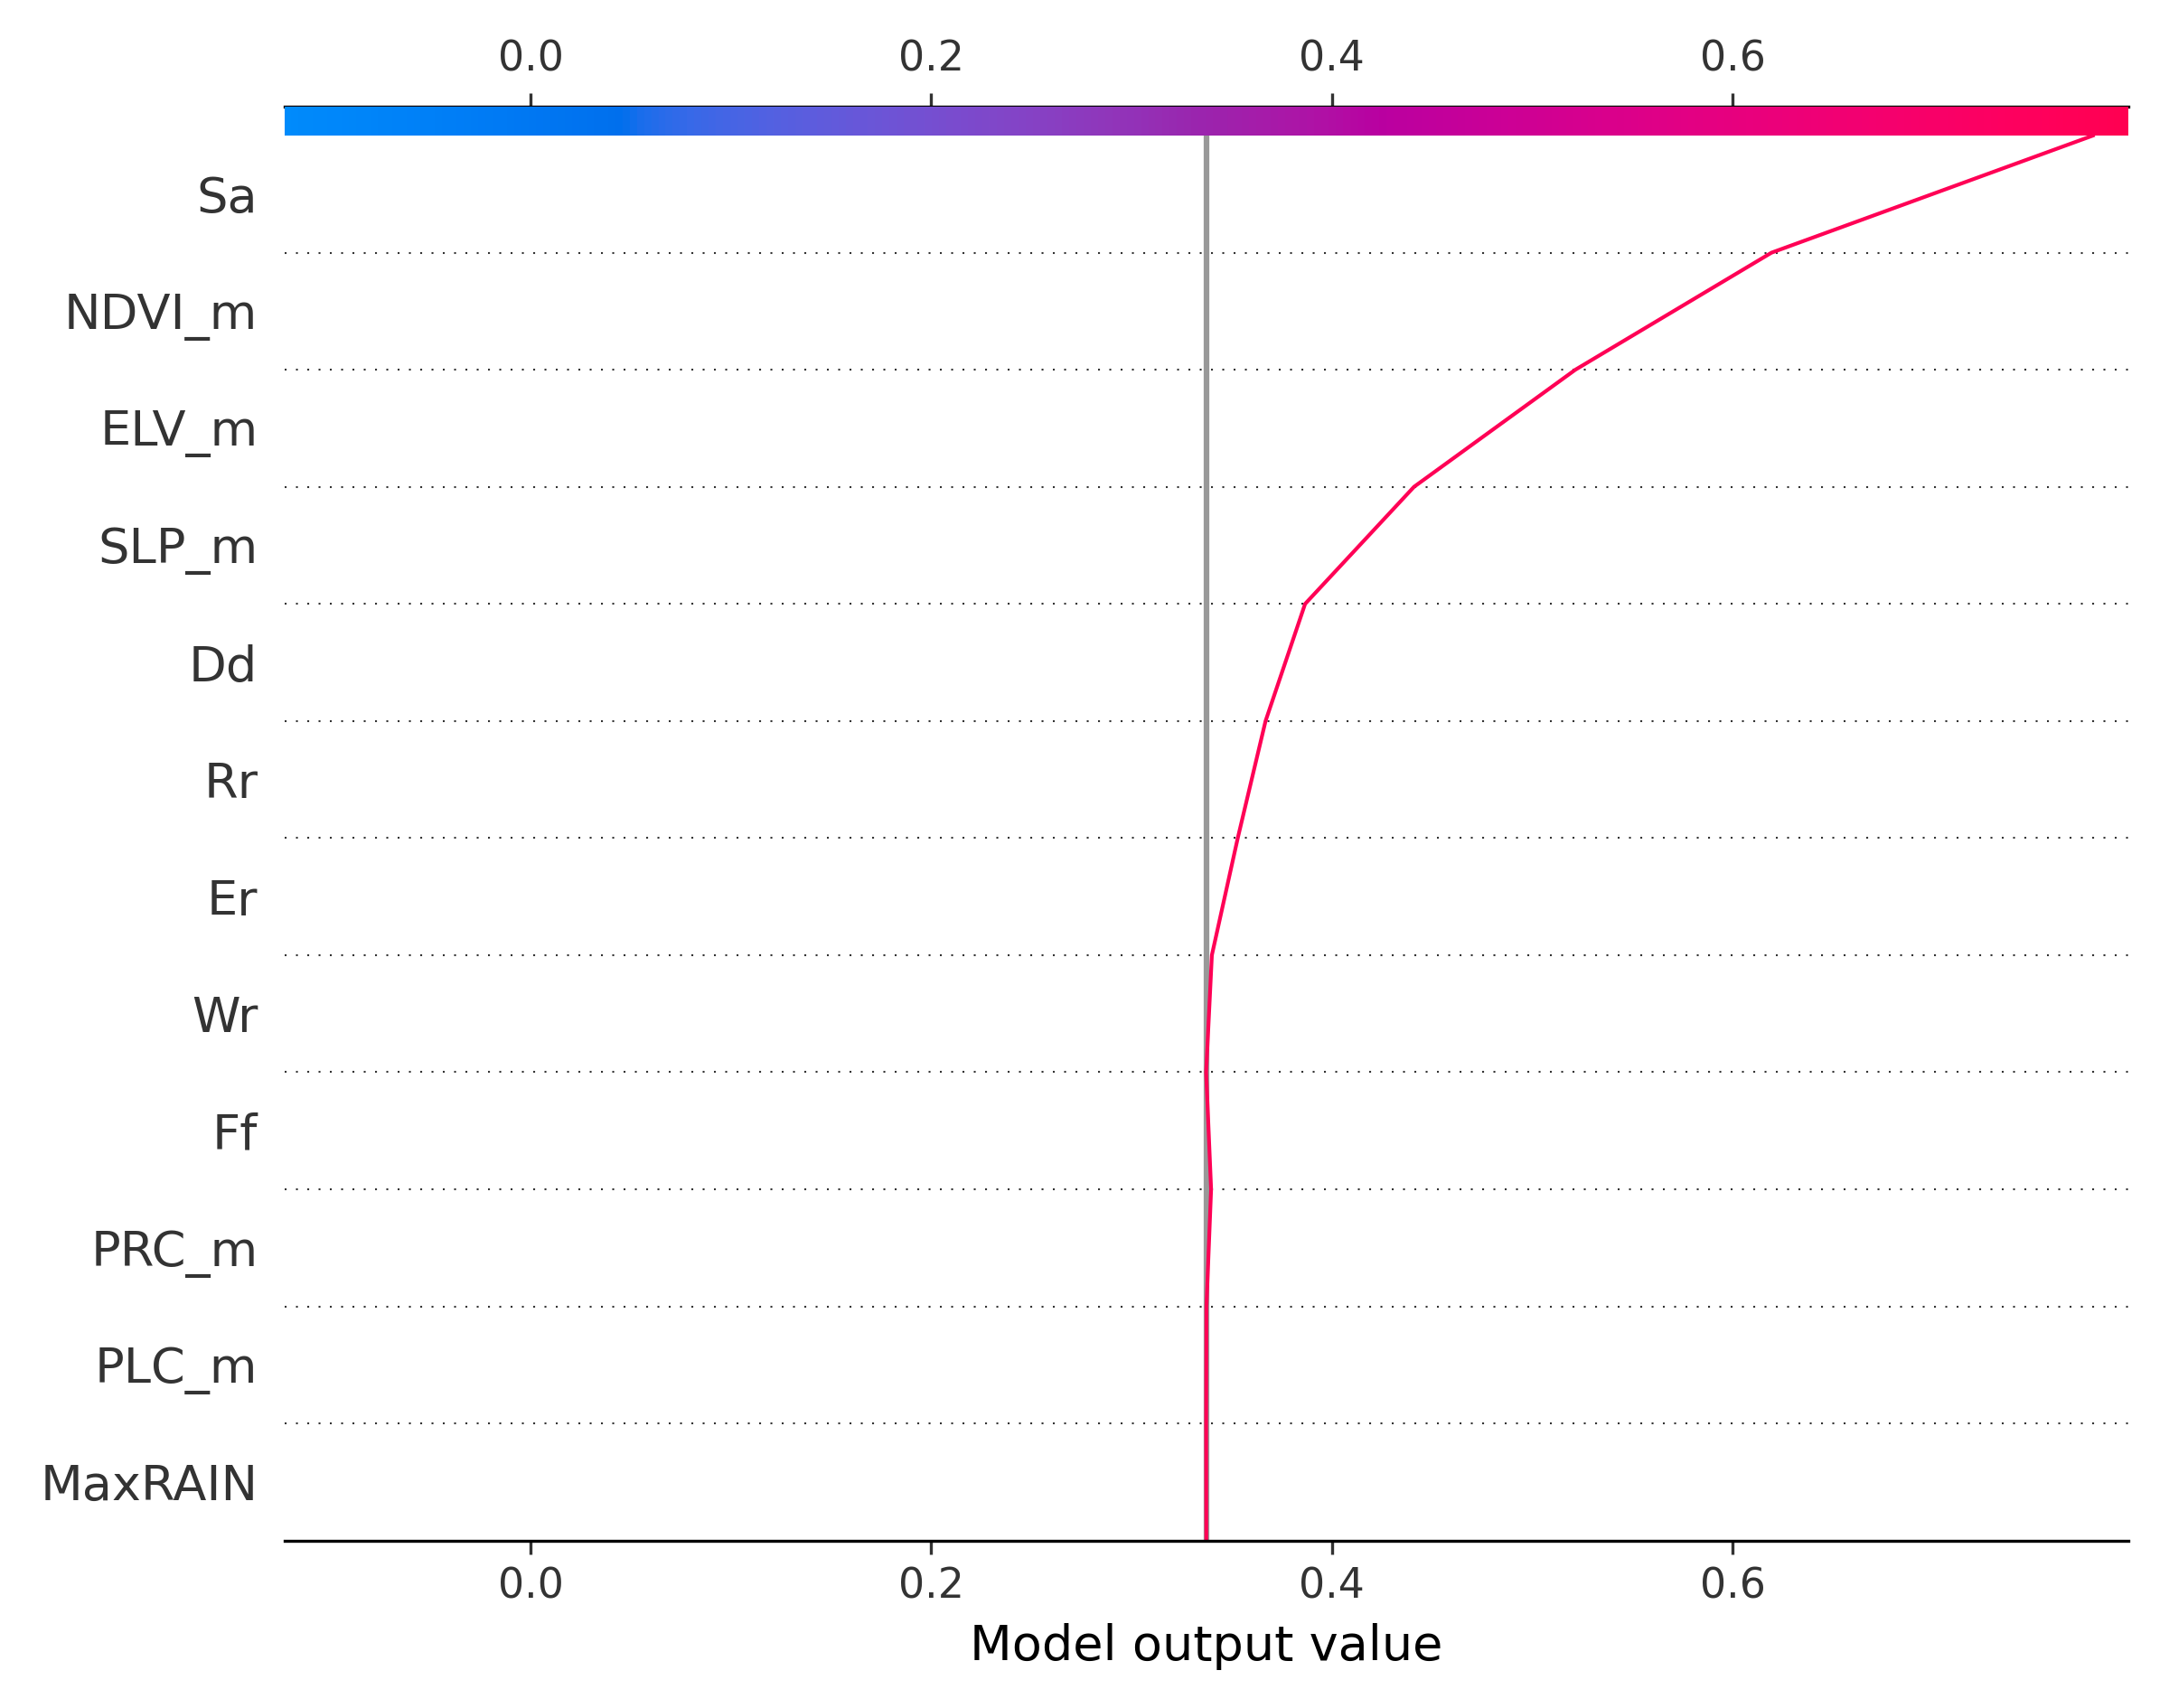 0.0 0.2 0.4 0.6
Sa
NDVI_m
ELV_m
SLP_m
Dd
Rr
Er
Wr
Ff
PRC_m
PLC_m
MaxRAIN
0.0 0.2 0.4 0.6
Model output value